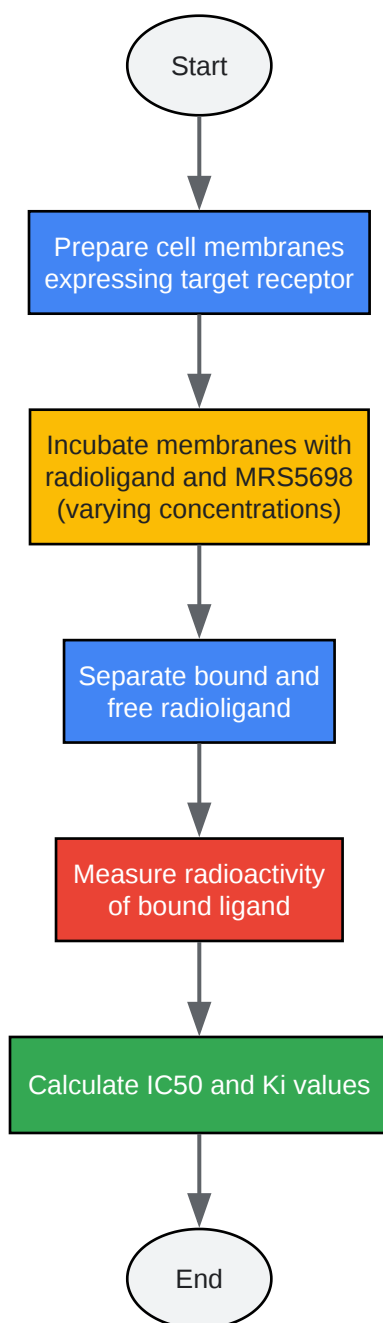 Start
Prepare cell membranes
expressing target receptor
Incubate membranes with
radioligand and MRS5698
(varying concentrations)
Separate bound and
free radioligand
Measure radioactivity
of bound ligand
Calculate IC50 and Ki values
End